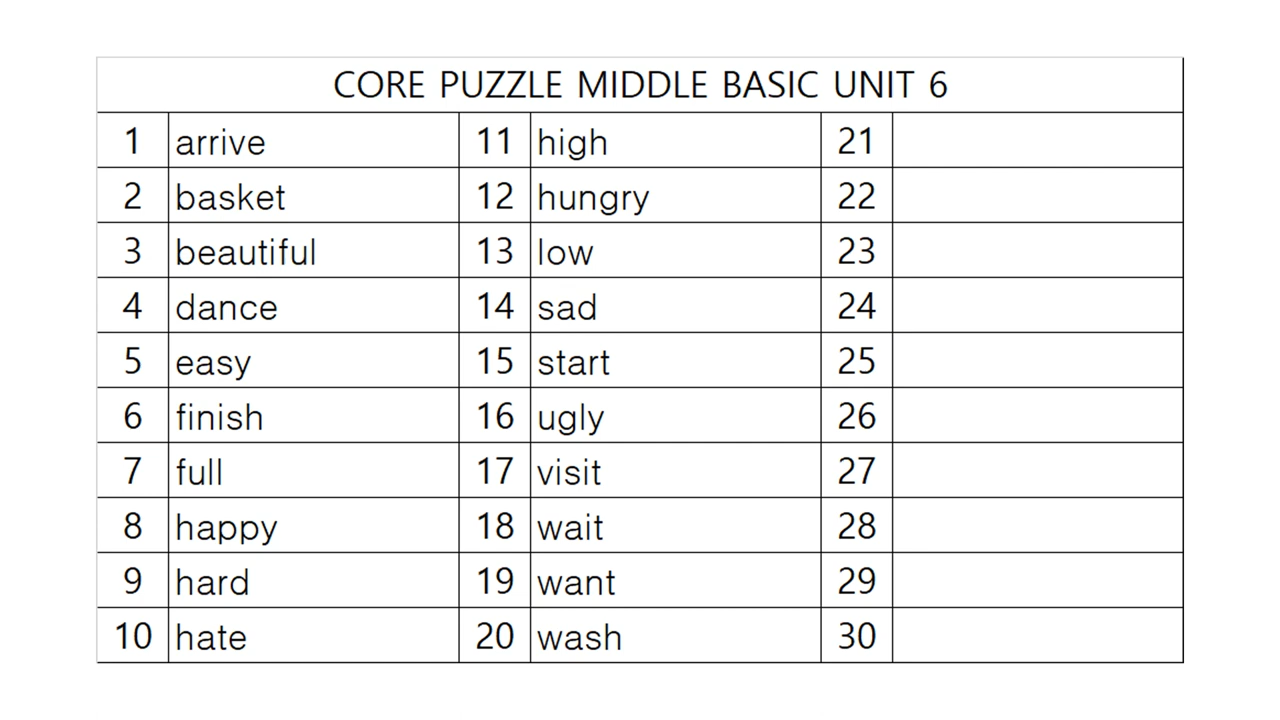 CORE PUZZLE MIDDLE BASIC UNIT 6
1 arrive 11 high 21
2 basket 12 hungry 22
3 beautiful 13 low 23
4 dance 14 sad 24
5 easy 15 start 25
6 finish 16 ugly 26
7 full 17 visit 27
8 happy 18 wait 28
9 hard 19 want 29
10 hate 20 wash 30